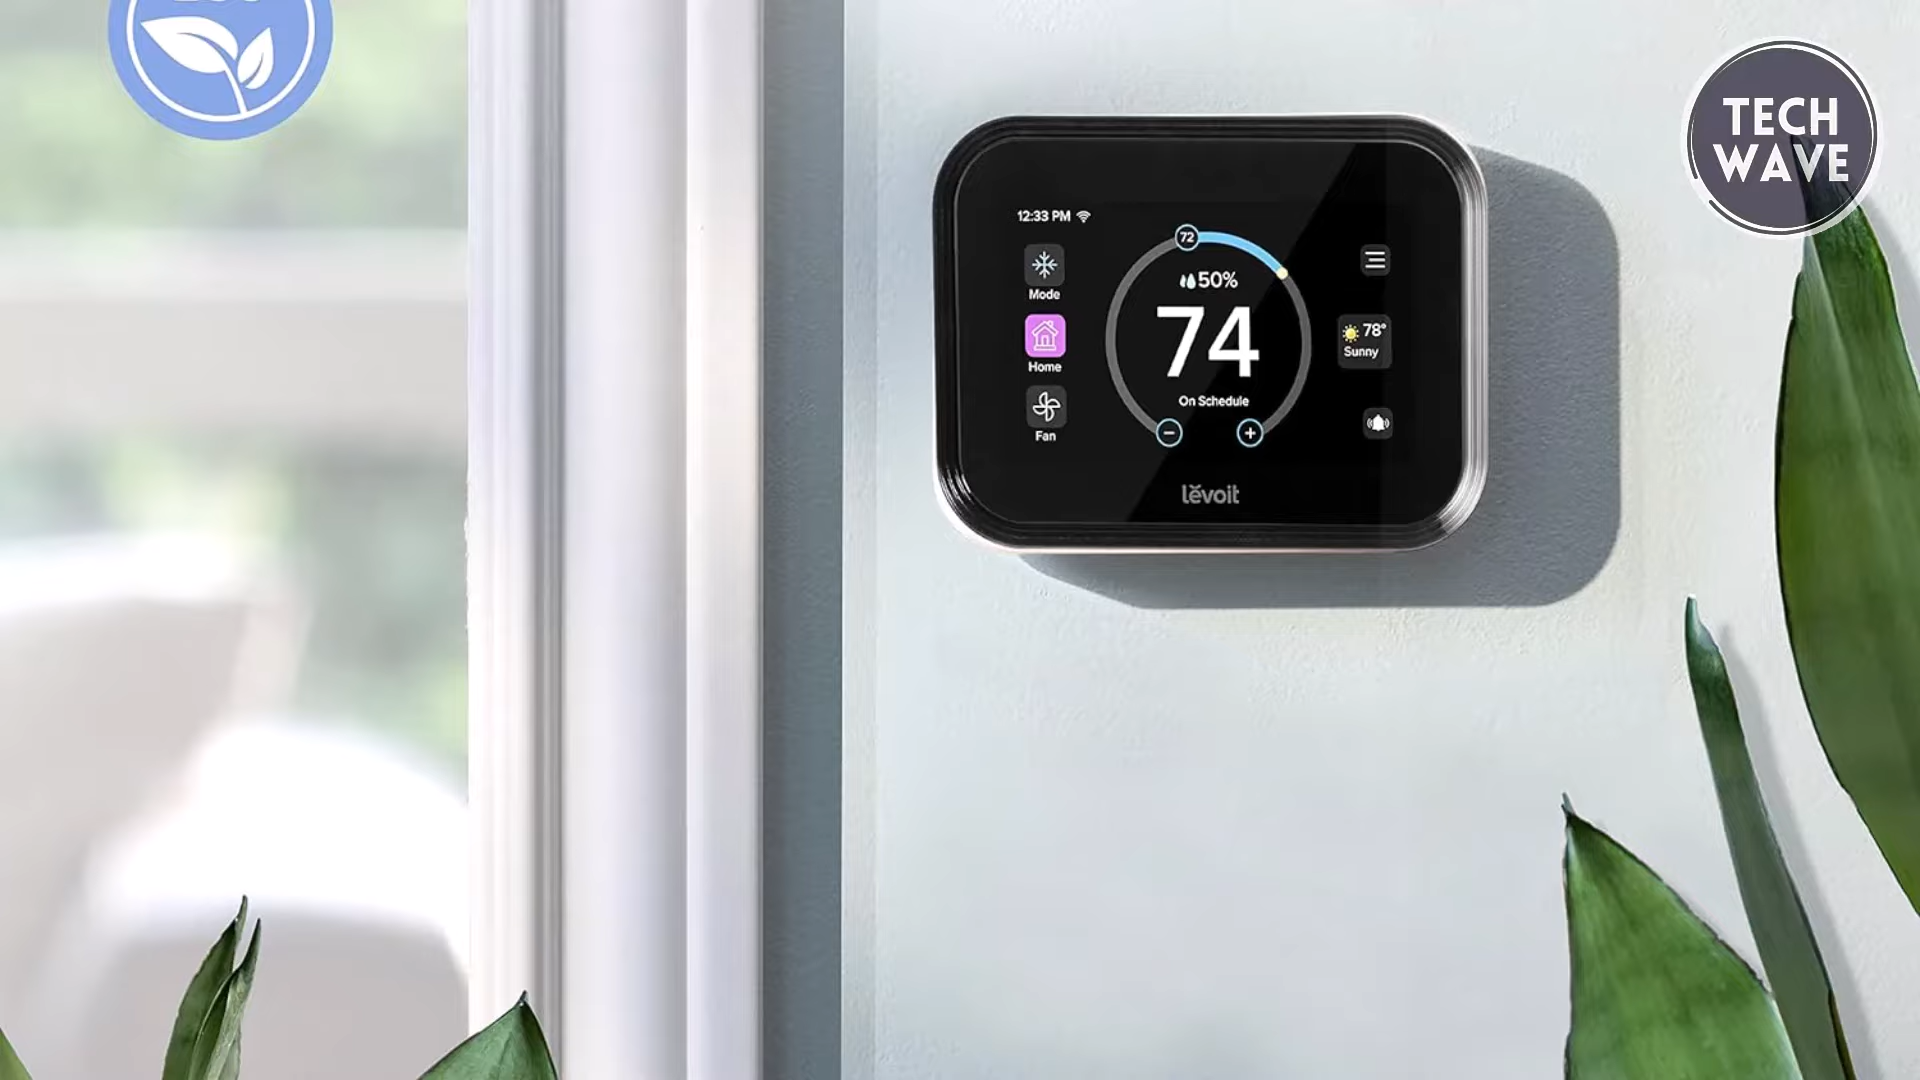 TECH
WAVE
12:33 PM
72
50%
Mode
74
78°
Sunny
Home
On Schedule
Fan
levoit